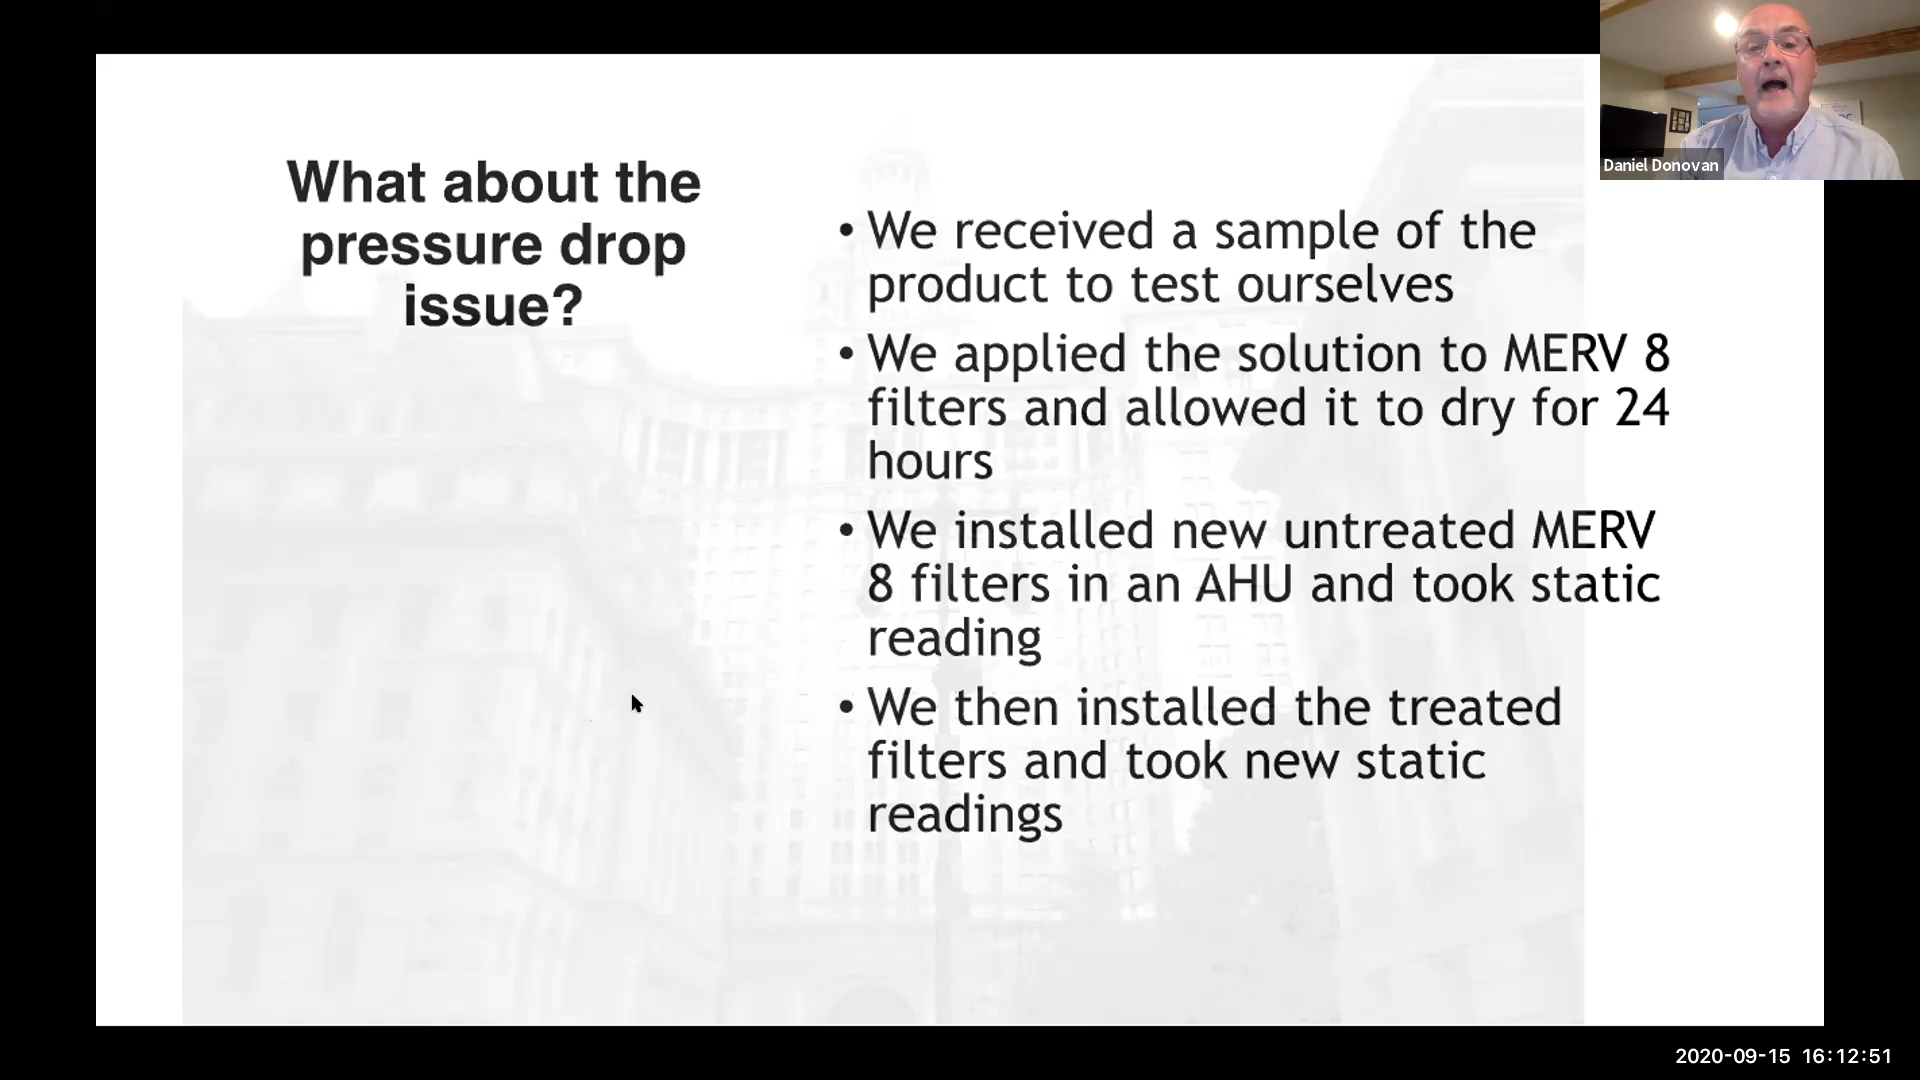 What about the
pressure drop
issue?
• We received a sample of the
product to test ourselves
• We applied the solution to MERV 8
filters and allowed it to dry for 24
hours
• We installed new untreated MERV
8 filters in an AHU and took static
reading
• We then installed the treated
filters and took new static
readings
Daniel Donovan
2020-09-15 16:12:51